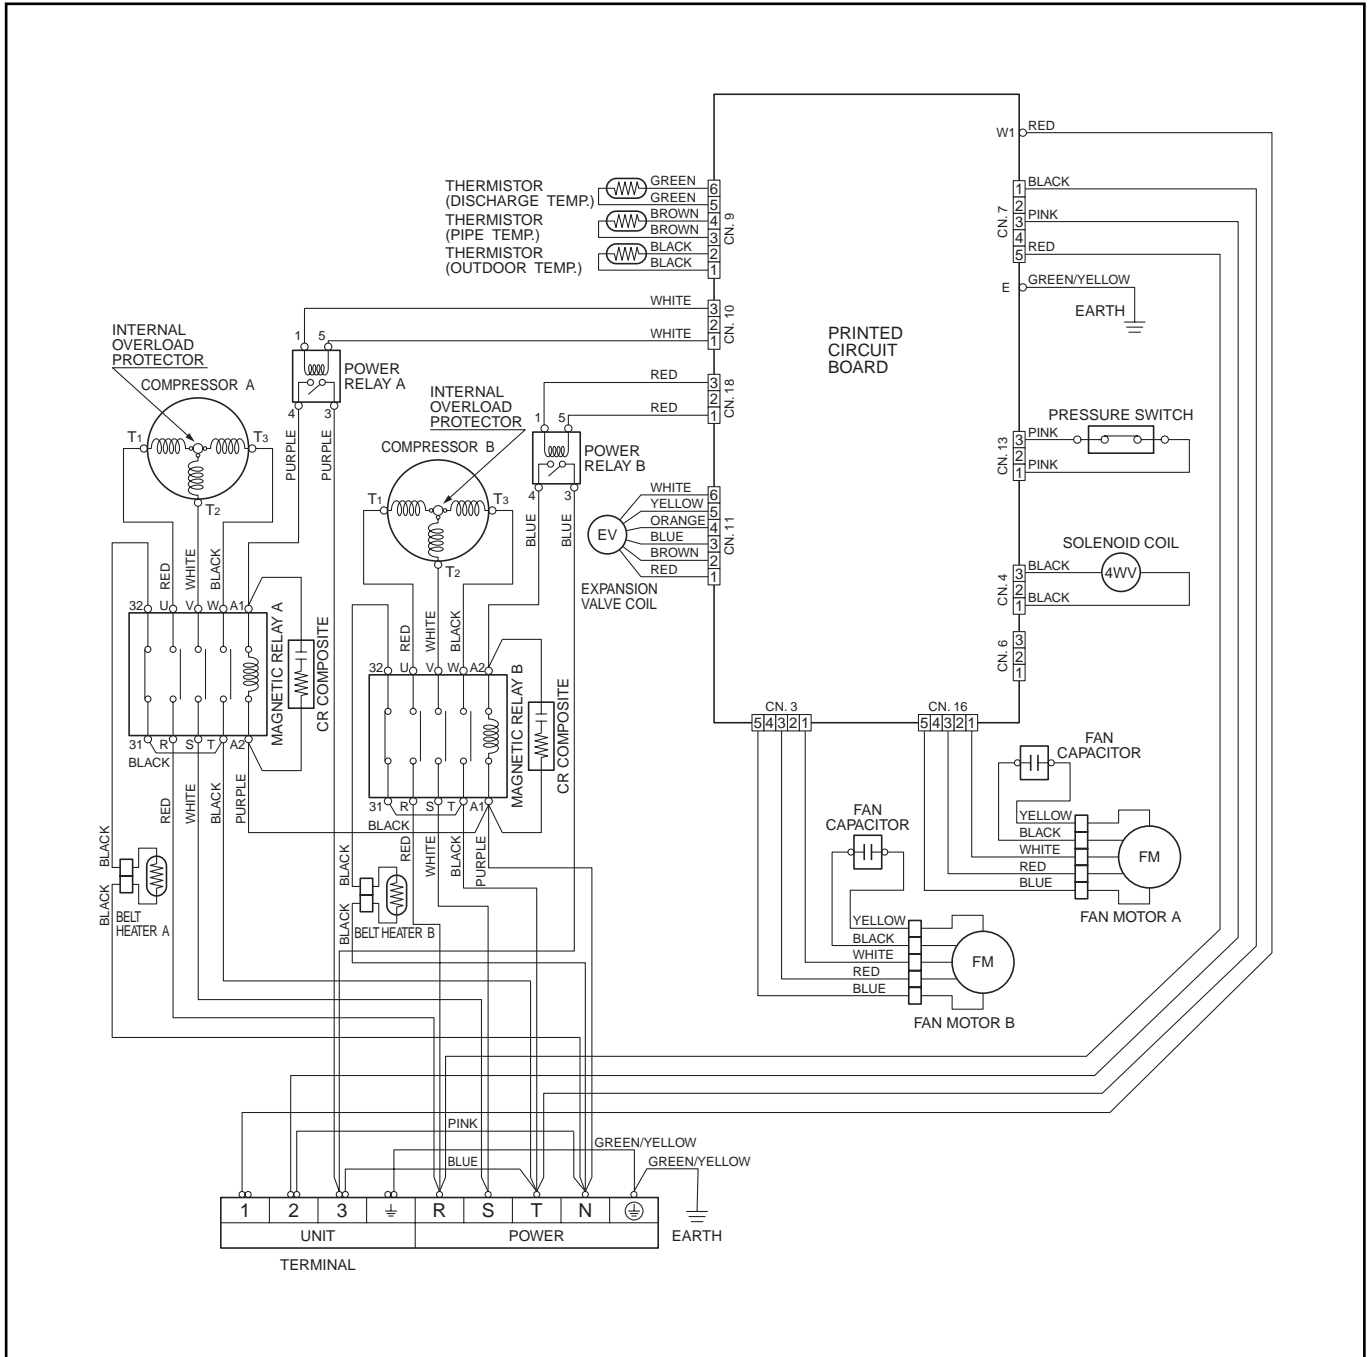 W1
RED
THERMISTOR
(DISCHARGE TEMP.)
GREEN
GREEN
6
5
THERMISTOR
(PIPE TEMP.)
BROWN
BROWN
4
3
THERMISTOR
(OUTDOOR TEMP.)
BLACK
BLACK
2
1
CN. 9
1
2
3
4
5
CN. 7
BLACK
PINK
RED
E
GREEN/YELLOW
EARTH
WHITE
WHITE
3
2
1
CN. 10
PRINTED
CIRCUIT
BOARD
INTERNAL
OVERLOAD
PROTECTOR
COMPRESSOR A
T1
T3
T2
1
5
POWER
RELAY A
4
3
PURPLE
PURPLE
RED
RED
3
2
1
CN. 18
INTERNAL
OVERLOAD
PROTECTOR
COMPRESSOR B
T1
T3
T2
1
5
POWER
RELAY B
4
3
BLUE
BLUE
PRESSURE SWITCH
PINK
PINK
3
2
1
CN. 13
EV
EXPANSION
VALVE COIL
WHITE
YELLOW
ORANGE
BLUE
BROWN
RED
6
5
4
3
2
1
CN. 11
SOLENOID COIL
4WV
BLACK
BLACK
3
2
1
CN. 4
3
2
1
CN. 6
RED
WHITE
BLACK
32
U
V
W
A1
MAGNETIC RELAY A
CR COMPOSITE
31
R
S
T
A2
BLACK
RED
WHITE
BLACK
PURPLE
RED
WHITE
BLACK
32
U
V
W
A2
MAGNETIC RELAY B
CR COMPOSITE
31
R
S
T
A1
BLACK
RED
WHITE
BLACK
PURPLE
BLACK
BLACK
BELT
HEATER A
BLACK
BLACK
BELT HEATER B
CN. 3
5 4 3 2 1
CN. 16
5 4 3 2 1
FAN
CAPACITOR
YELLOW
BLACK
WHITE
RED
BLUE
FM
FAN MOTOR A
FAN
CAPACITOR
YELLOW
BLACK
WHITE
RED
BLUE
FM
FAN MOTOR B
PINK
GREEN/YELLOW
BLUE
GREEN/YELLOW
1 2 3 R S T N
UNIT
POWER
EARTH
TERMINAL